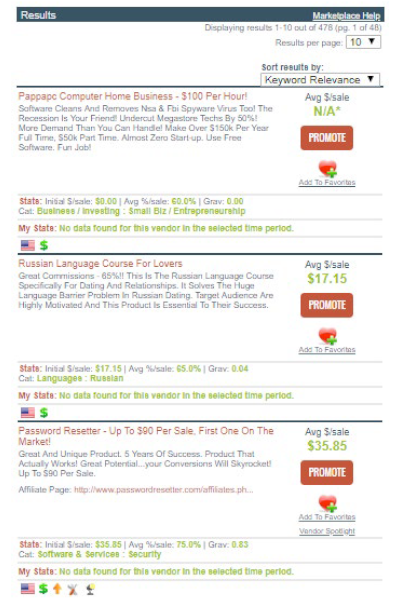 Results
Marketplace Help
Displaying results 1-10 out of 478 (pg. 1 of 48)
Results per page: 10
Sort results by:
Keyword Relevance
Pappapc Computer Home Business - $100 Per Hour!
Avg $/sale
Software Cleans And Removes Nsa & Fbi Spyware Virus Too! The
N/A*
Recession Is Your Friend! Undercut Megastore Techs By 50%!
More Demand Than You Can Handle! Make Over $150k Per Year
Full Time, $50k Part Time. Almost Zero Start-up. Use Free
Software. Fun Job!
PROMOTE
Add To Favorites
Stats: Initial $/sale: $0.00 | Avg %/sale: 60.0% | Grav: 0.00
Cat: Business / Investing : Small Biz / Entrepreneurship
My Stats: No data found for this vendor in the selected time period.
Russian Language Course For Lovers
Avg $/sale
Great Commissions - 65%!! This Is The Russian Language Course
$17.15
Specifically For Dating And Relationships. It Solves The Huge
Language Barrier Problem In Russian Dating. Target Audience Are
Highly Motivated And This Product Is Essential To Their Success.
PROMOTE
Add To Favorites
Stats: Initial $/sale: $17.15 | Avg %/sale: 65.0% | Grav: 0.04
Cat: Languages : Russian
My Stats: No data found for this vendor in the selected time period.
Password Resetter - Up To $90 Per Sale, First One On The
Market!
Avg $/sale
$35.85
Great And Unique Product. 5 Years Of Success. Product That
Actually Works! Great Potential...your Conversions Will Skyrocket!
Up To $90 Per Sale.
PROMOTE
Affiliate Page: http://www.passwordresetter.com/affiliates.ph...
Add To Favorites
Vendor Spotlight
Stats: Initial $/sale: $35.85 | Avg %/sale: 75.0% | Grav: 0.83
Cat: Software & Services : Security
My Stats: No data found for this vendor in the selected time period.